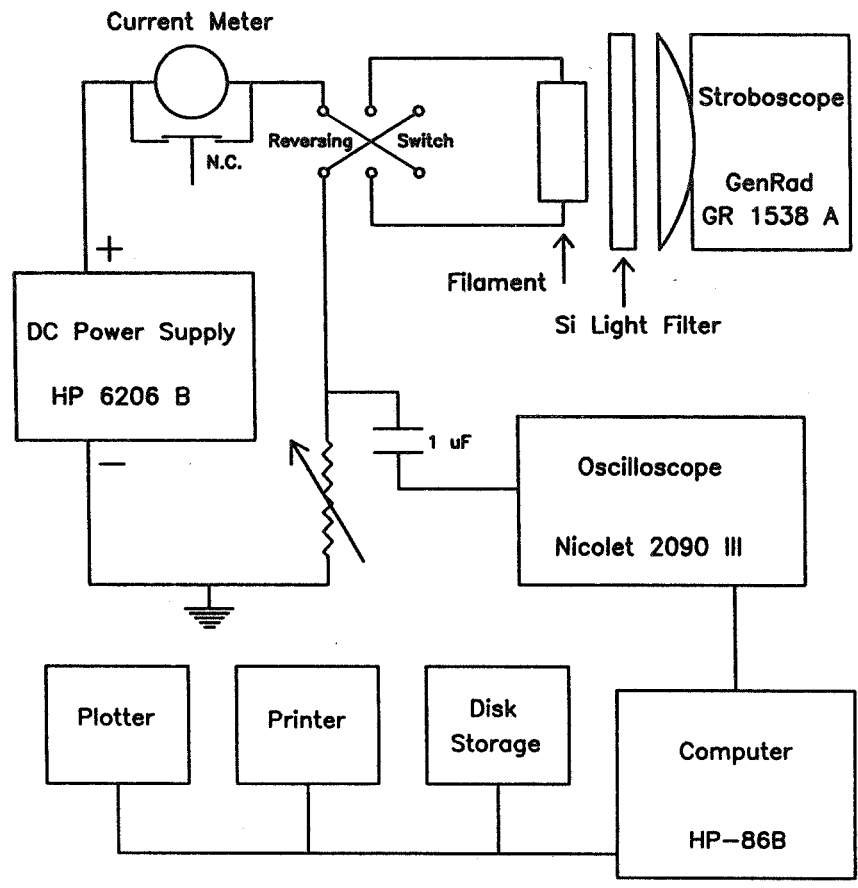 Current Meter
N.C.
Reversing Switch
Stroboscope
GenRad
GR 1538 A
+
Filament
Si Light Filter
DC Power Supply
HP 6206 B
−
1 uF
Oscilloscope
Nicolet 2090 III
Plotter
Printer
Disk
Storage
Computer
HP-86B